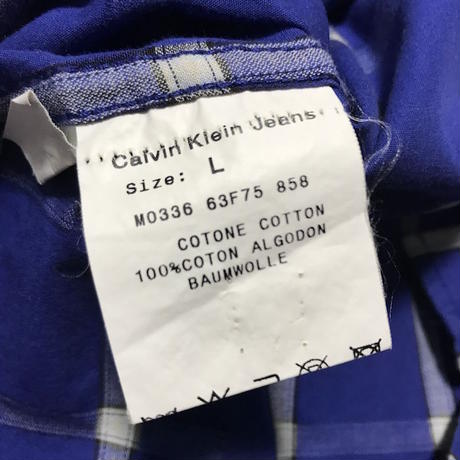 Calvin Klein Jeans
Size: L
M0336 63F75 858
COTONE COTTON
100%COTON ALGODON
BAUMWOLLE